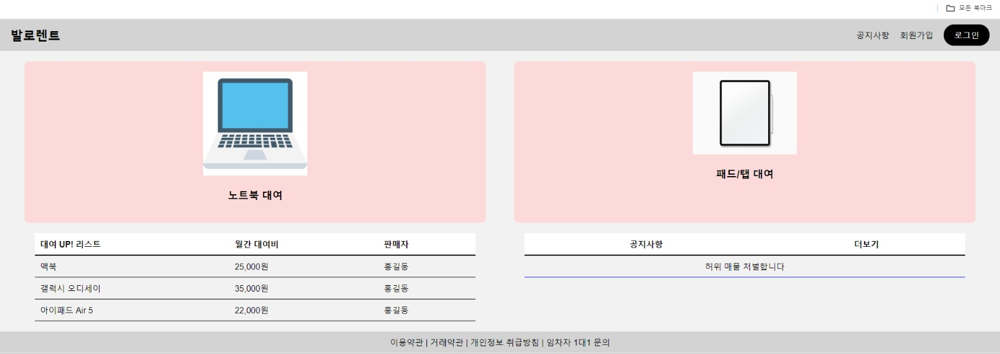 모든 북마크
발로렌트
공지사항 회원가입 로그인
노트북 대여
패드/탭 대여
대여 UP! 리스트 월간 대여비 판매자
맥북 25,000원 홍길동
갤럭시 오디세이 35,000원 홍길동
아이패드 Air 5 22,000원 홍길동
공지사항 더보기
허위 매물 처벌합니다
이용약관 | 거래약관 | 개인정보 취급방침 | 임차자 1대1 문의